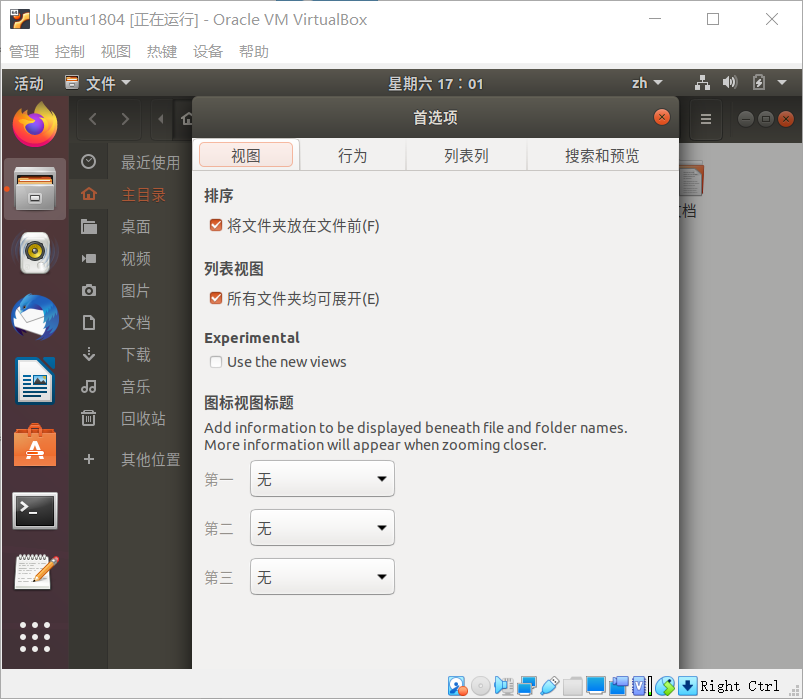 Ubuntu1804 [正在运行] - Oracle VM VirtualBox
管理 控制 视图 热键 设备 帮助
活动 文件 星期六 17：01 zh
首选项
视图 行为 列表列 搜索和预览
最近使用
主目录
桌面
视频
图片
文档
下载
音乐
回收站
其他位置
排序
将文件夹放在文件前(F)
列表视图
所有文件夹均可展开(E)
Experimental
Use the new views
图标视图标题
Add information to be displayed beneath file and folder names.
More information will appear when zooming closer.
第一 无
第二 无
第三 无
档
Right Ctrl